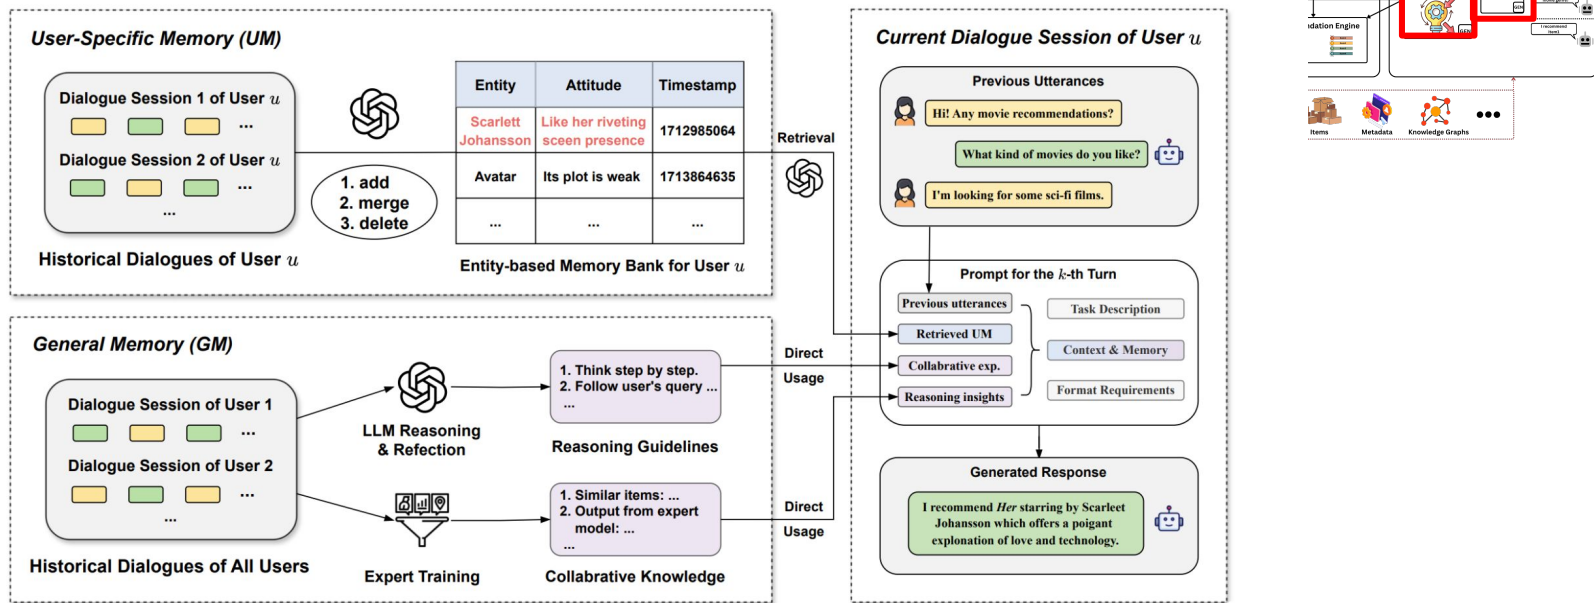 User-Specific Memory (UM)
Dialogue Session 1 of User u
...
Dialogue Session 2 of User u
...
...
Historical Dialogues of User u
1. add
2. merge
3. delete
Entity Attitude Timestamp
Scarlett Johansson Like her riveting sceen presence 1712985064
Avatar Its plot is weak 1713864635
... ... ...
Entity-based Memory Bank for User u
Retrieval
General Memory (GM)
Dialogue Session of User 1
...
Dialogue Session of User 2
...
...
Historical Dialogues of All Users
LLM Reasoning
& Refection
1. Think step by step.
2. Follow user's query ...
...
Reasoning Guidelines
Expert Training
1. Similar items: ...
2. Output from expert
model: ...
...
Collabrative Knowledge
Direct
Usage
Direct
Usage
Current Dialogue Session of User u
Previous Utterances
Hi! Any movie recommendations?
What kind of movies do you like?
I'm looking for some sci-fi films.
Prompt for the k-th Turn
Previous utterances
Retrieved UM
Collabrative exp.
Reasoning insights
Task Description
Context & Memory
Format Requirements
Generated Response
I recommend Her starring by Scarleet
Johansson which offers a poigant
explonation of love and technology.
GEN
GEN
dation Engine
I recommend
item1
Items
Metadata
Knowledge Graphs